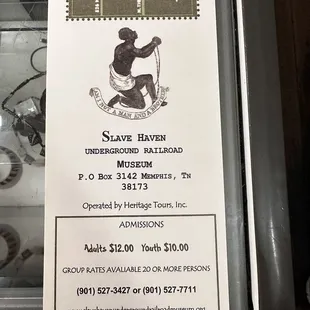 AM I NOT A MAN AND A BROTHER
SLAVE HAVEN
UNDERGROUND RAILROAD
MUSEUM
P.O BOX 3142 MEMPHIS, TN
38173
Operated by Heritage Tours, Inc.
ADMISSIONS
Adults $12.00 Youth $10.00
GROUP RATES AVALIABLE 20 OR MORE PERSONS
(901) 527-3427 or (901) 527-7711